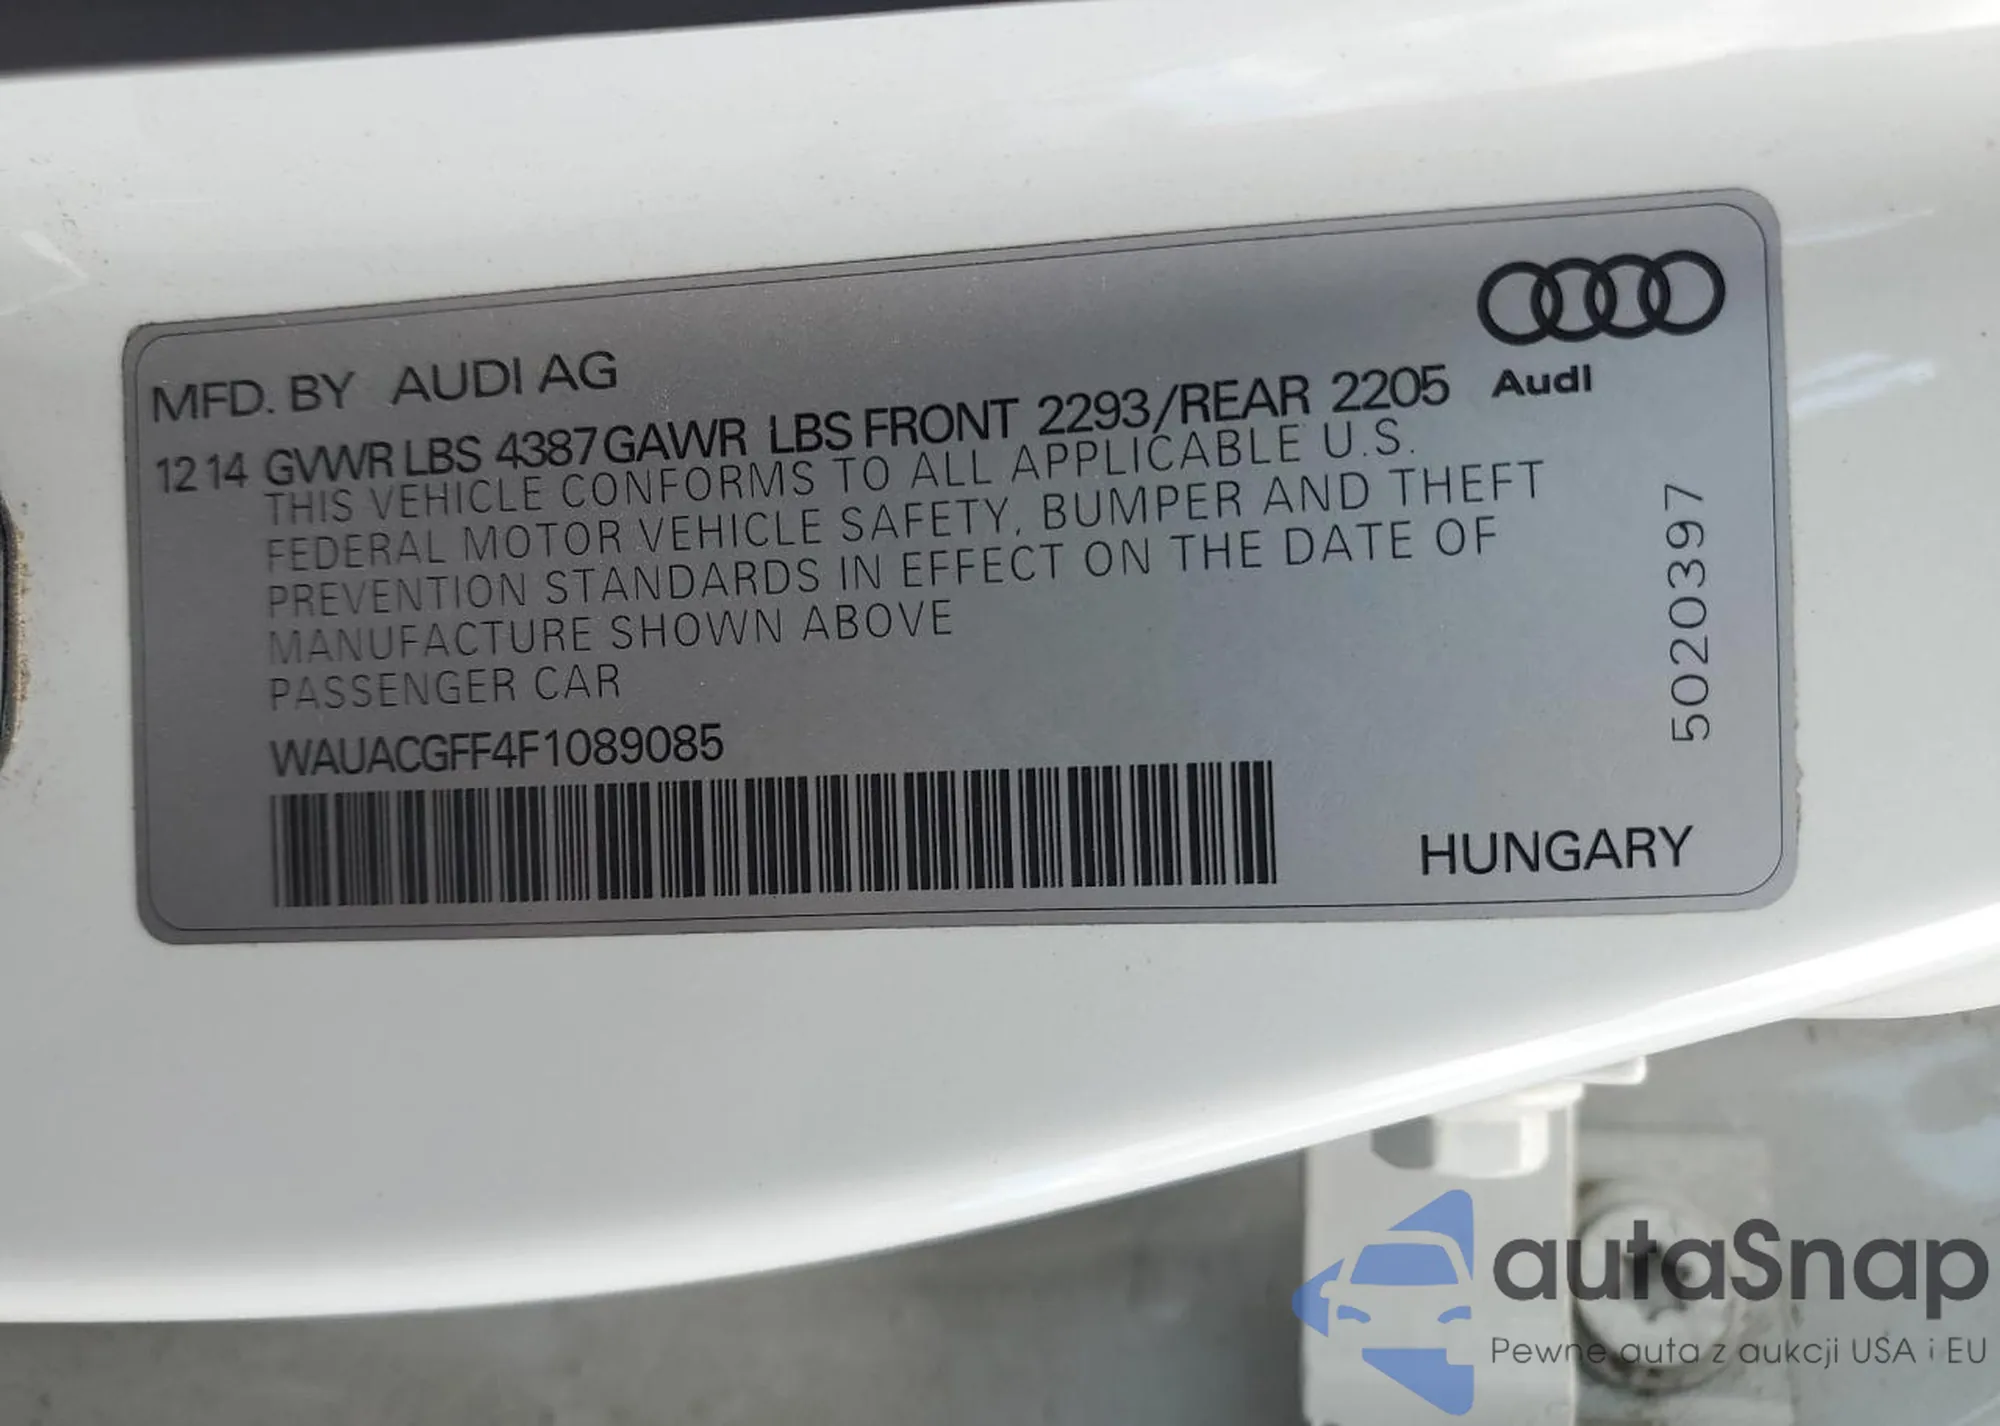 MFD. BY AUDI AG
12 14 GVWR LBS 4387 GAWR LBS FRONT 2293/REAR 2205
THIS VEHICLE CONFORMS TO ALL APPLICABLE U.S.
FEDERAL MOTOR VEHICLE SAFETY, BUMPER AND THEFT
PREVENTION STANDARDS IN EFFECT ON THE DATE OF
MANUFACTURE SHOWN ABOVE
PASSENGER CAR
WAUACGFF4F1089085
Audi
5020397
HUNGARY
autaSnap
Pewne auta z aukcji USA i EU